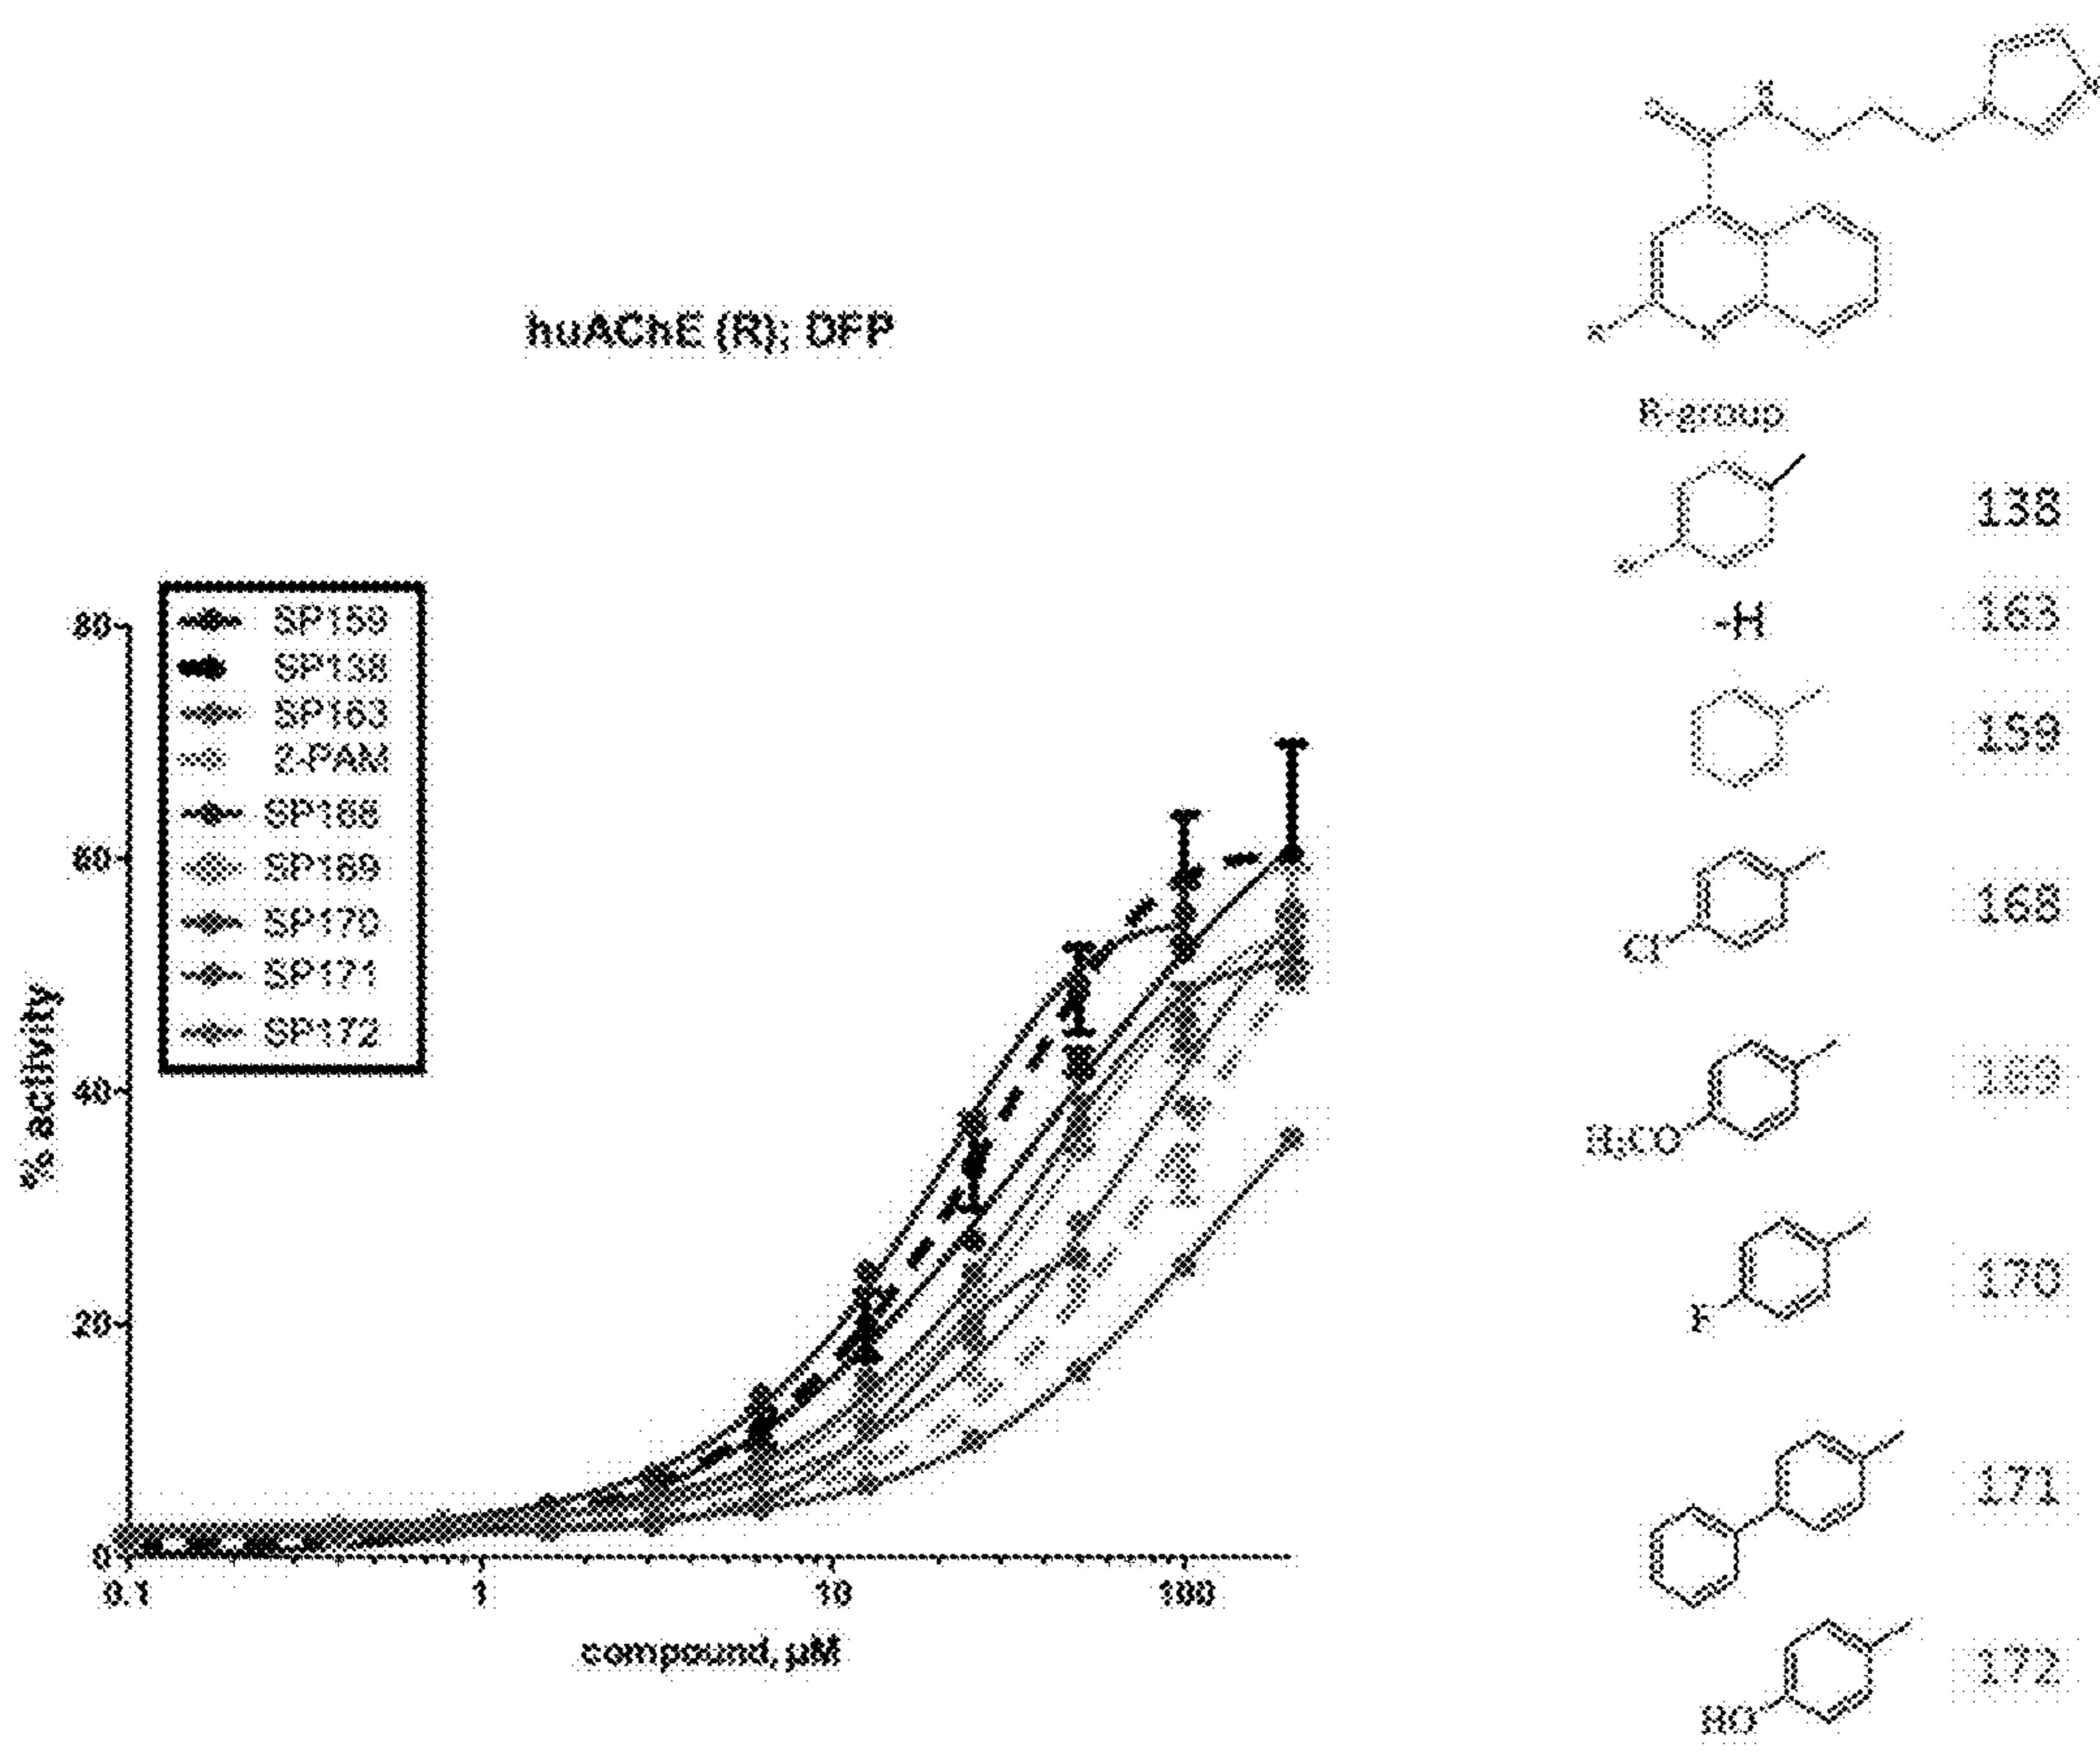 huAChE (R); DFP
80
60
40
20
0
0.1
1
10
100
% activity
compound, µM
SP159
SP138
SP163
2-PAM
SP168
SP169
SP170
SP171
SP172
O
H
N
N
N
N
R
R-group
138
-H
163
159
Cl
168
H₃CO
169
F
170
171
HO
172